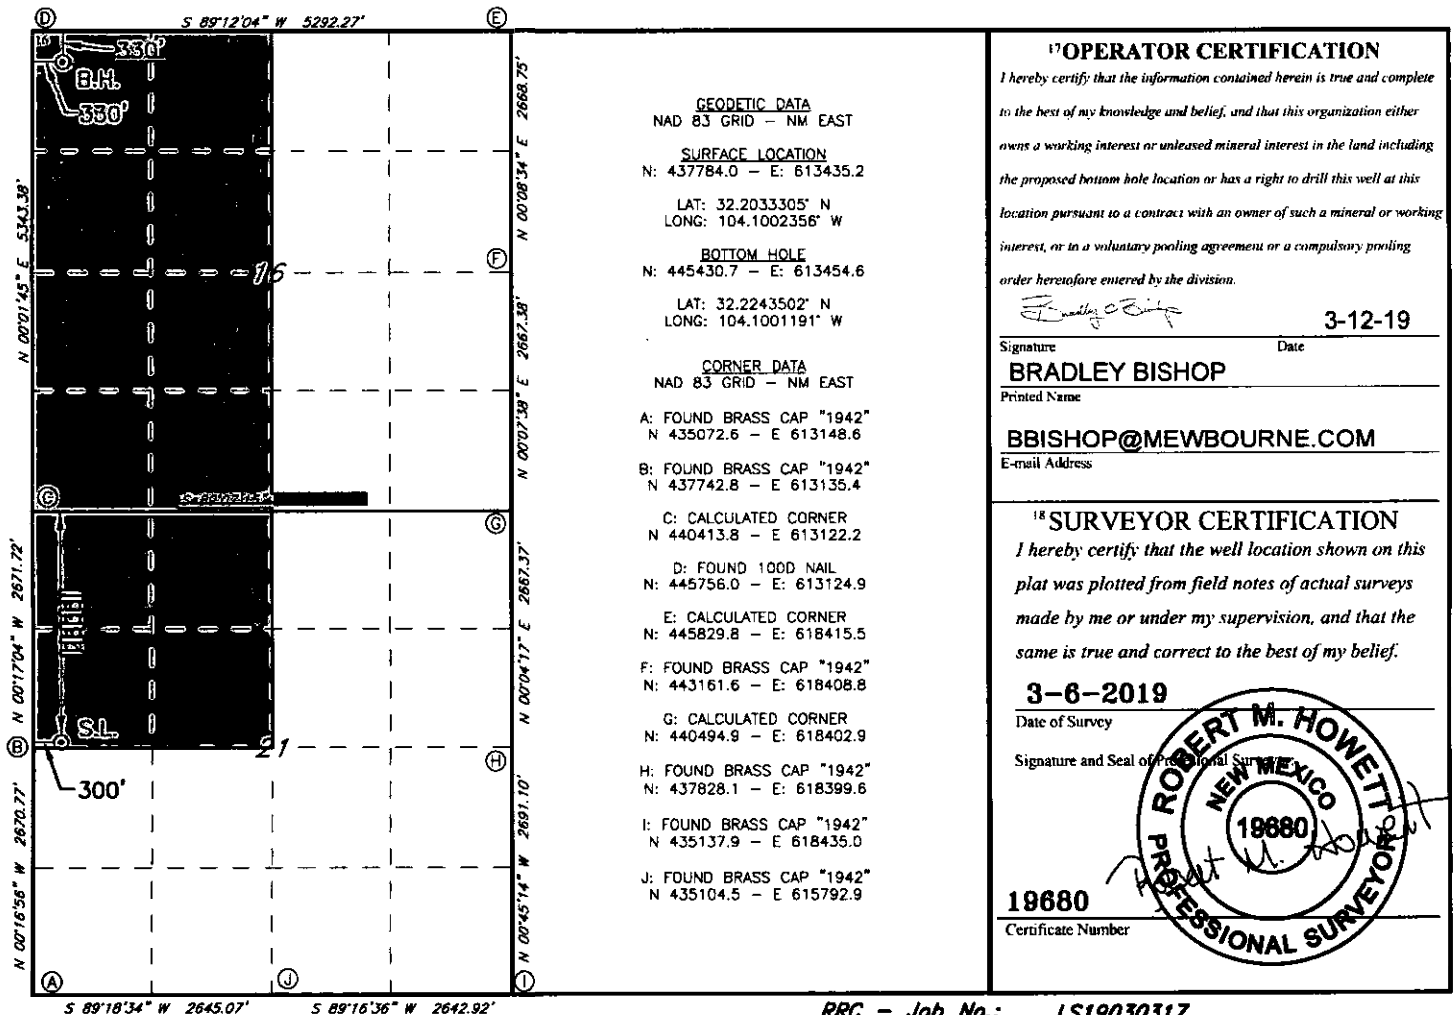 D
S 89°12'04" W 5292.27'
E
330'
B.H.
330'
N 00°01'45" E 5343.38'
N 00°08'34" E 2668.75'
16
F
N 00°07'38" E 2667.38'
C
G
N 00°17'04" W 2671.72'
N 00°04'17" E 2667.37'
S.L.
B
21
H
300'
N 00°16'56" W 2670.77'
N 00°45'14" W 2691.10'
A
J
I
S 89°18'34" W 2645.07'
S 89°16'36" W 2642.92'
GEODETIC DATA
NAD 83 GRID – NM EAST
SURFACE LOCATION
N: 437784.0 – E: 613435.2
LAT: 32.2033305° N
LONG: 104.1002356° W
BOTTOM HOLE
N: 445430.7 – E: 613454.6
LAT: 32.2243502° N
LONG: 104.1001191° W
CORNER DATA
NAD 83 GRID – NM EAST
A: FOUND BRASS CAP "1942"
N 435072.6 – E 613148.6
B: FOUND BRASS CAP "1942"
N 437742.8 – E 613135.4
C: CALCULATED CORNER
N 440413.8 – E 613122.2
D: FOUND 100D NAIL
N: 445756.0 – E: 613124.9
E: CALCULATED CORNER
N: 445829.8 – E: 618415.5
F: FOUND BRASS CAP "1942"
N: 443161.6 – E: 618408.8
G: CALCULATED CORNER
N: 440494.9 – E: 618402.9
H: FOUND BRASS CAP "1942"
N: 437828.1 – E: 618399.6
I: FOUND BRASS CAP "1942"
N 435137.9 – E 618435.0
J: FOUND BRASS CAP "1942"
N 435104.5 – E 615792.9
17 OPERATOR CERTIFICATION
I hereby certify that the information contained herein is true and complete
to the best of my knowledge and belief, and that this organization either
owns a working interest or unleased mineral interest in the land including
the proposed bottom hole location or has a right to drill this well at this
location pursuant to a contract with an owner of such a mineral or working
interest, or to a voluntary pooling agreement or a compulsory pooling
order heretofore entered by the division.
3-12-19
Signature Date
BRADLEY BISHOP
Printed Name
BBISHOP@MEWBOURNE.COM
E-mail Address
18 SURVEYOR CERTIFICATION
I hereby certify that the well location shown on this
plat was plotted from field notes of actual surveys
made by me or under my supervision, and that the
same is true and correct to the best of my belief.
3-6-2019
Date of Survey
Signature and Seal of Professional Surveyor:
ROBERT M. HOWETT
NEW MEXICO
19680
PROFESSIONAL SURVEYOR
Robert M. Howett
19680
Certificate Number
RRC – Job No.: LS19030317